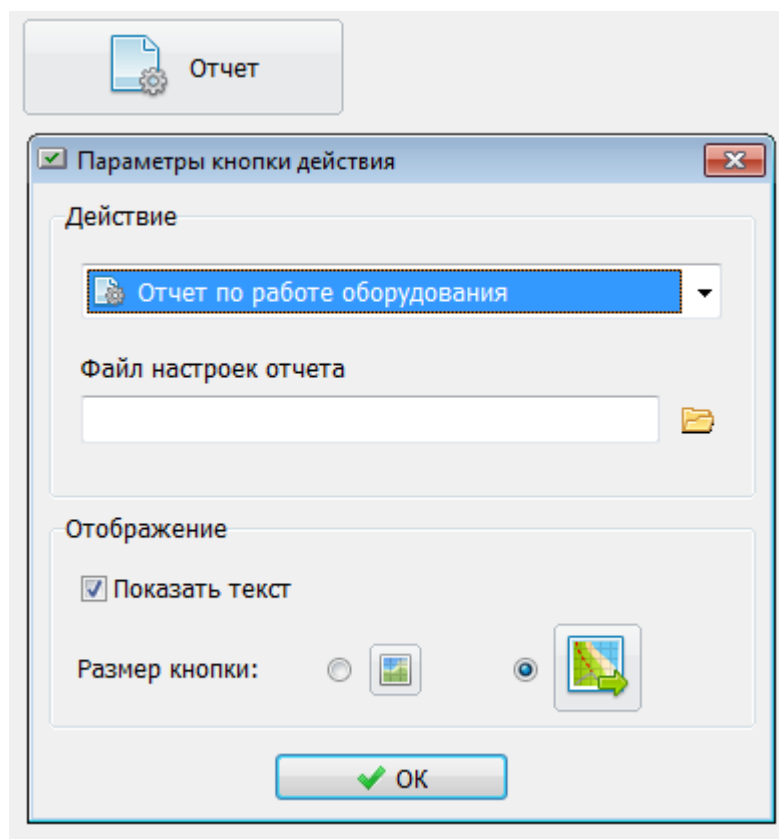 Отчет
Параметры кнопки действия
Действие
Отчет по работе оборудования
Файл настроек отчета
Отображение
Показать текст
Размер кнопки:
ОК